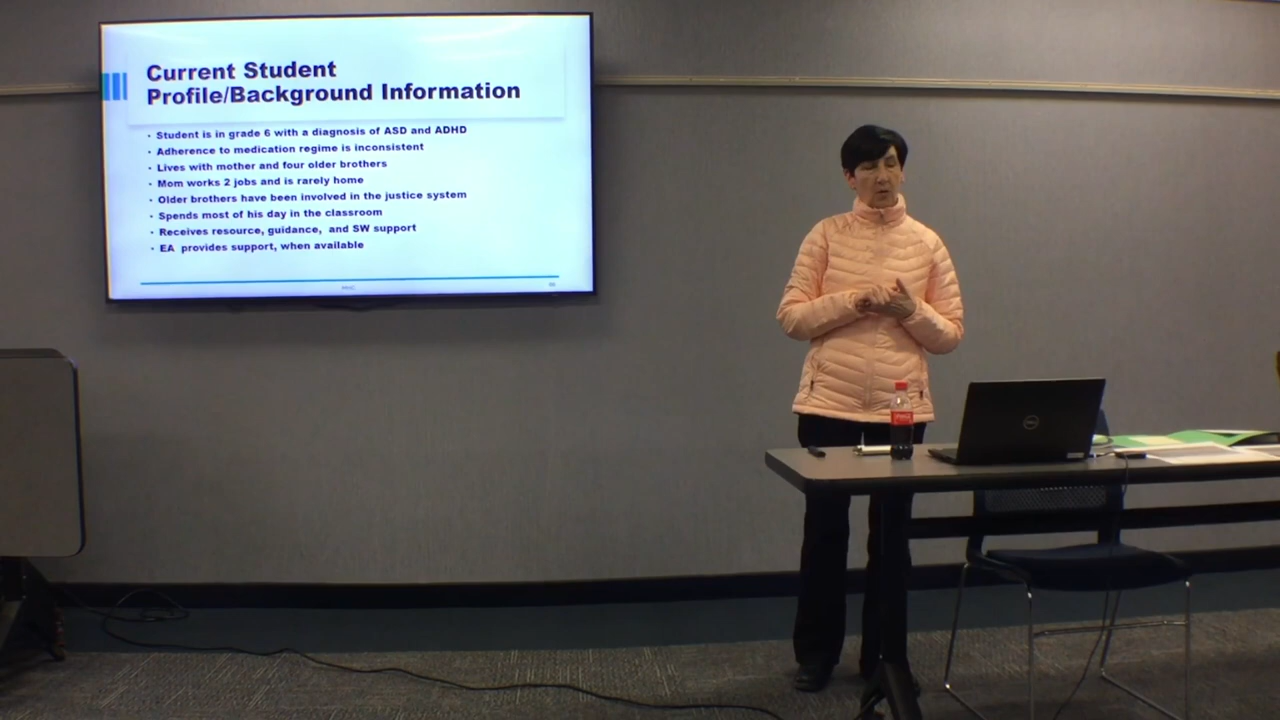 Current Student
Profile/Background Information
• Student is in grade 6 with a diagnosis of ASD and ADHD
• Adherence to medication regime is inconsistent
• Lives with mother and four older brothers
• Mom works 2 jobs and is rarely home
• Older brothers have been involved in the justice system
• Spends most of his day in the classroom
• Receives resource, guidance,  and SW support
• EA  provides support, when available
DELL